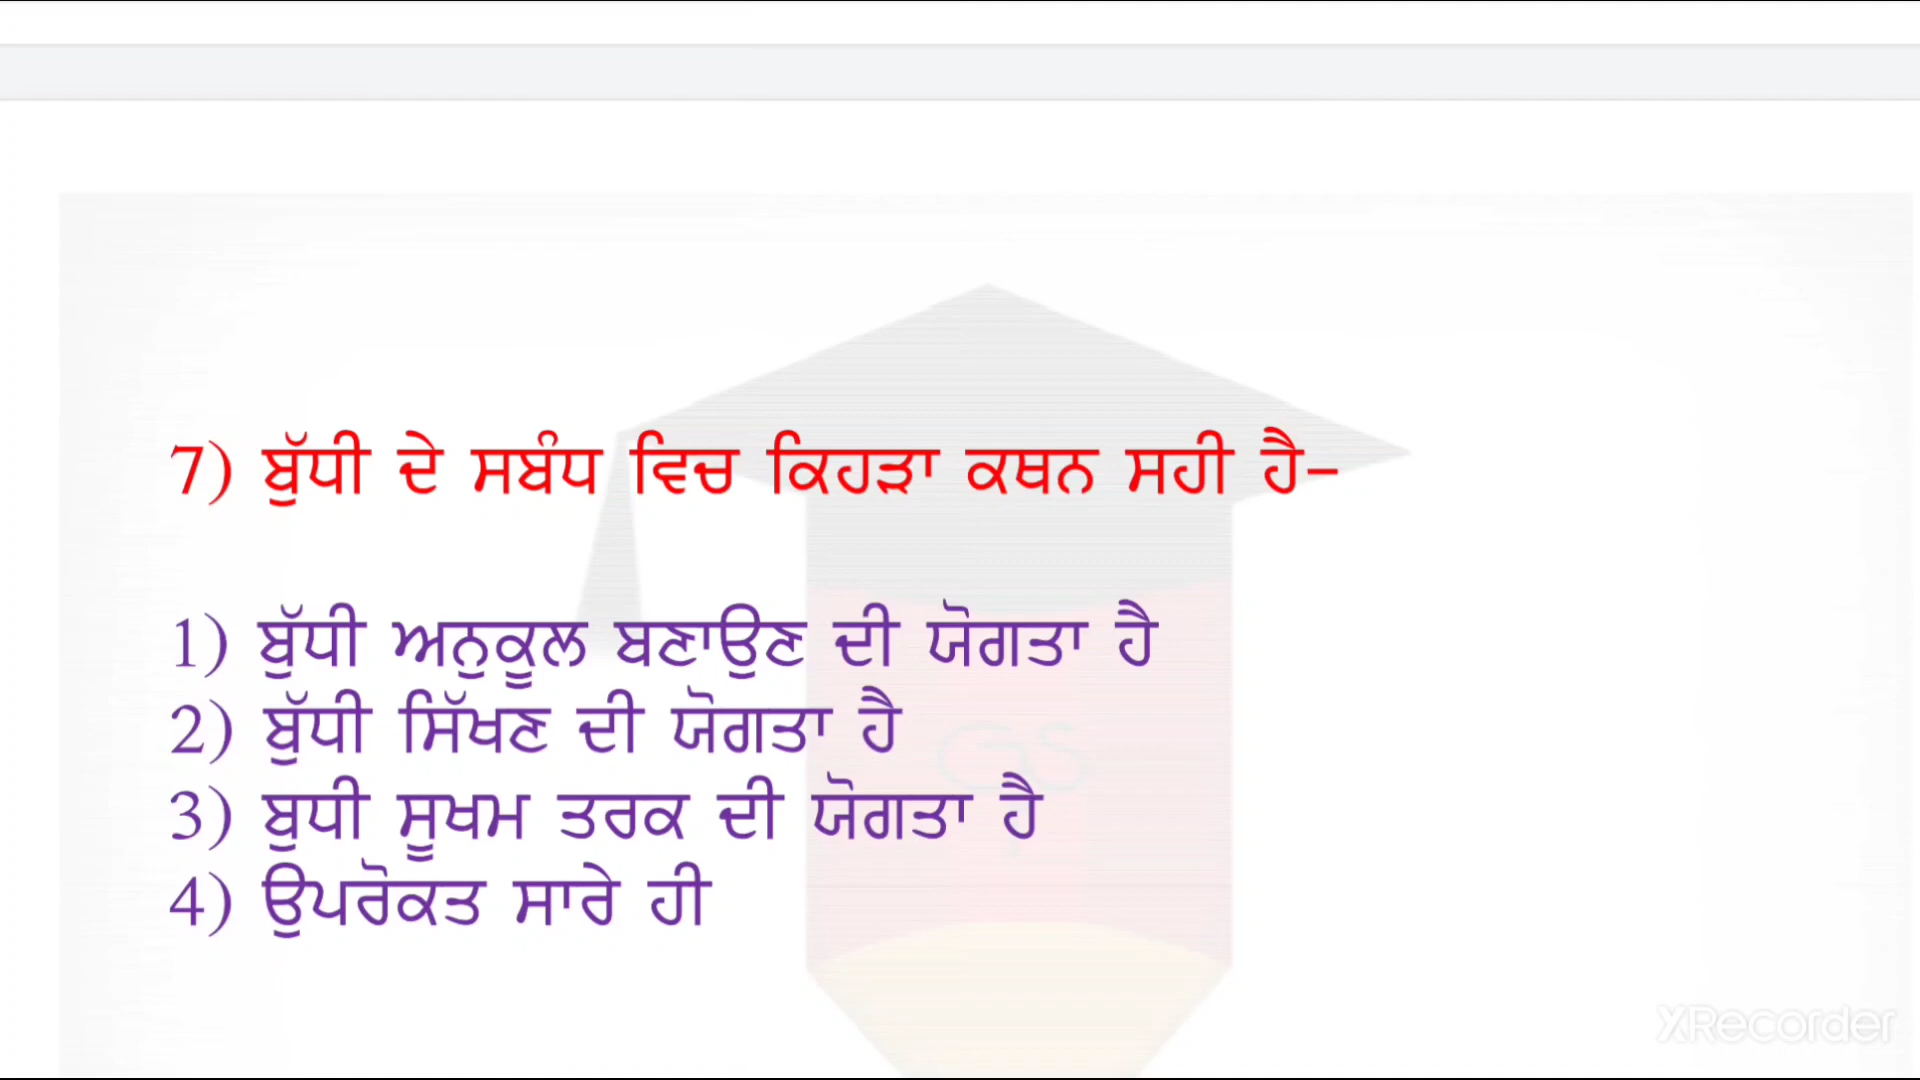 7) ਬੁੱਧੀ ਦੇ ਸਬੰਧ ਵਿਚ ਕਿਹੜਾ ਕਥਨ ਸਹੀ ਹੈ-
1) ਬੁੱਧੀ ਅਨੁਕੂਲ ਬਣਾਉਣ ਦੀ ਯੋਗਤਾ ਹੈ
2) ਬੁੱਧੀ ਸਿੱਖਣ ਦੀ ਯੋਗਤਾ ਹੈ
3) ਬੁਧੀ ਸੂਖਮ ਤਰਕ ਦੀ ਯੋਗਤਾ ਹੈ
4) ਉਪਰੋਕਤ ਸਾਰੇ ਹੀ
GS
XRecorder